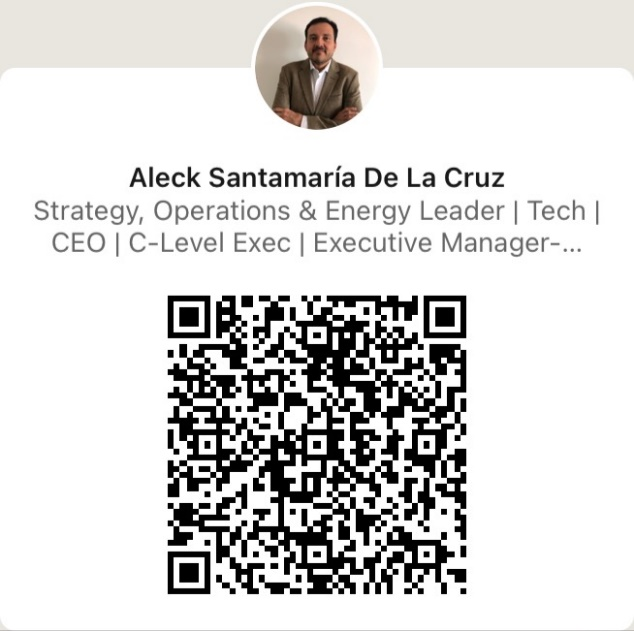 Aleck Santamaría De La Cruz
Strategy, Operations & Energy Leader | Tech |
CEO | C-Level Exec | Executive Manager-...